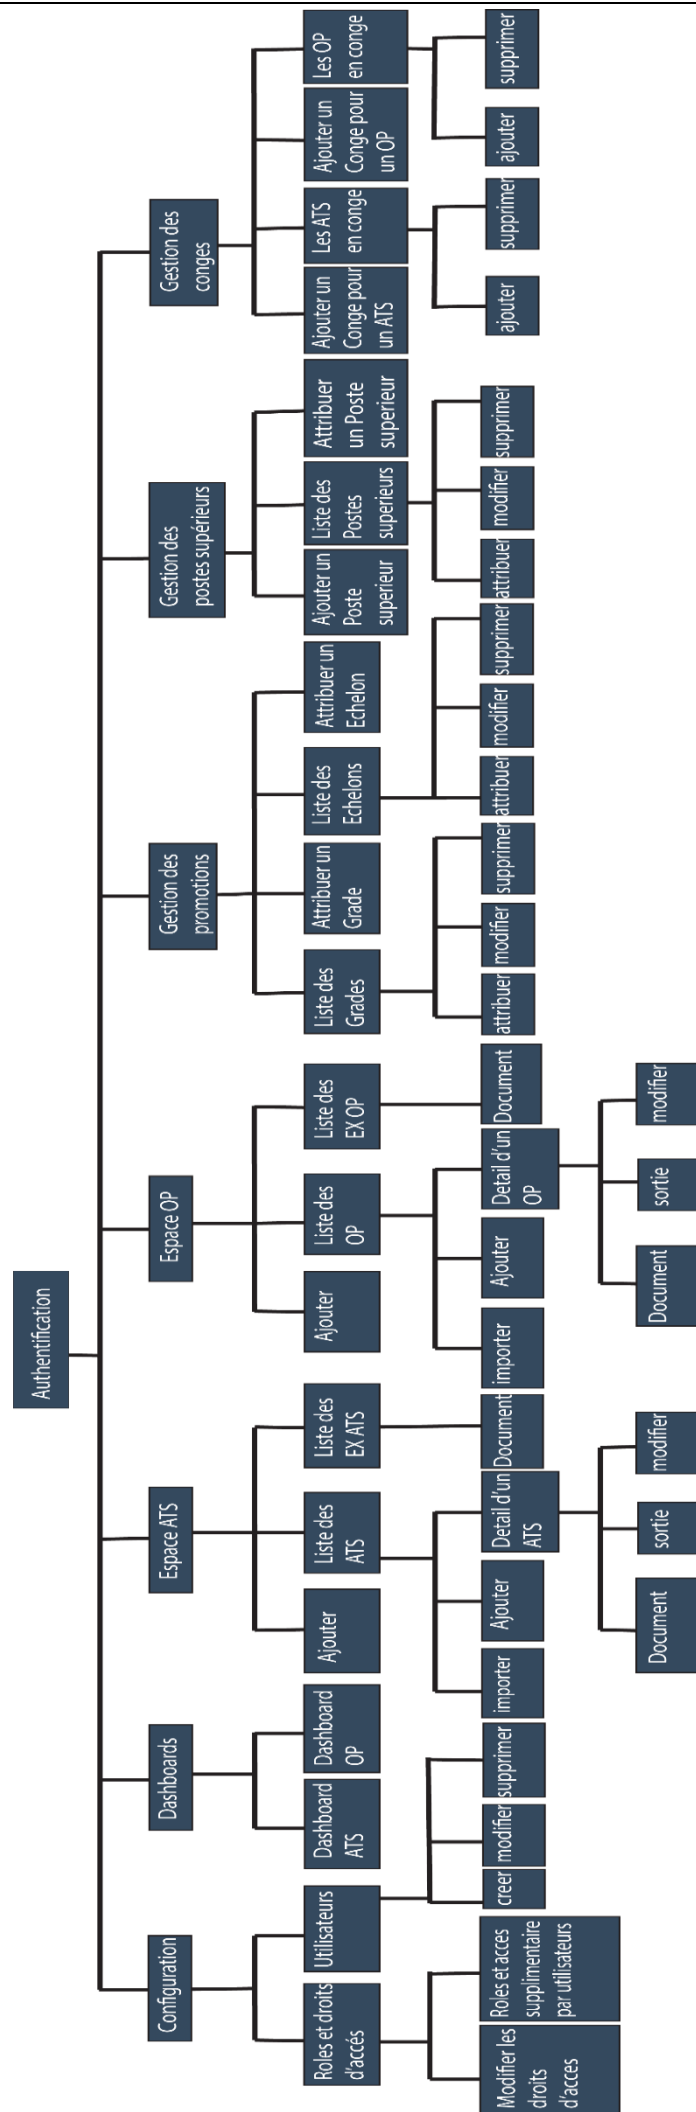 Authentification
Configuration
Dashboards
Espace ATS
Espace OP
Gestion des
promotions
Gestion des
postes supérieurs
Gestion des
conges
Roles et droits
d'accés
Utilisateurs
Dashboard
ATS
Dashboard
OP
Ajouter
Liste des
ATS
Liste des
EX ATS
Ajouter
Liste des
OP
Liste des
EX OP
Liste des
Grades
Attribuer un
Grade
Liste des
Echelons
Attribuer un
Echelon
Ajouter un
Poste
superieur
Liste des
Postes
superieurs
Attribuer
un Poste
superieur
Ajouter un
Conge pour
un ATS
Les ATS
en conge
Ajouter un
Conge pour
un OP
Les OP
en conge
Modifier les
droits
d'acces
Roles et acces
supplimentaire
par utilisateurs
creer
modifier
supprimer
importer
Ajouter
Detail d'un
ATS
Document
importer
Ajouter
Detail d'un
OP
Document
attribuer
modifier
supprimer
attribuer
modifier
supprimer
attribuer
modifier
supprimer
ajouter
supprimer
ajouter
supprimer
Document
sortie
modifier
Document
sortie
modifier